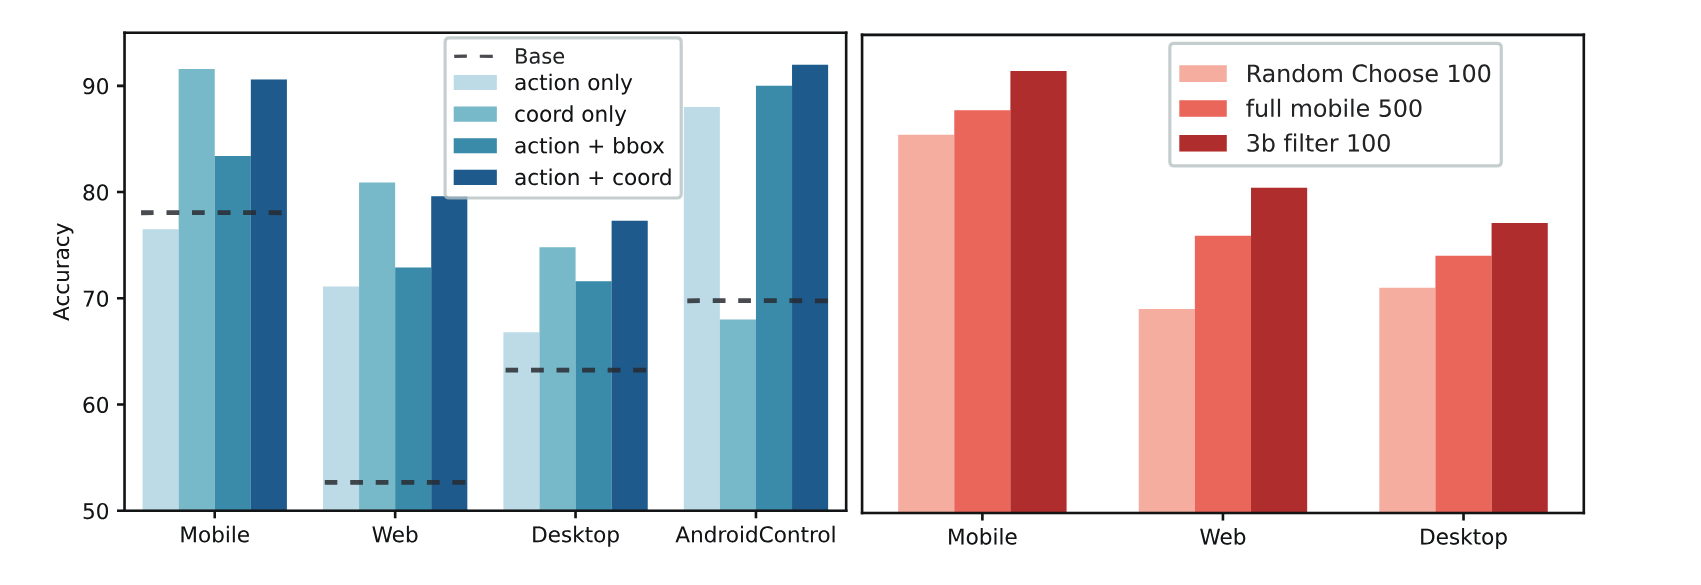 90
80
70
60
50
Accuracy
Base
action only
coord only
action + bbox
action + coord
Mobile
Web
Desktop
AndroidControl
Random Choose 100
full mobile 500
3b filter 100
Mobile
Web
Desktop